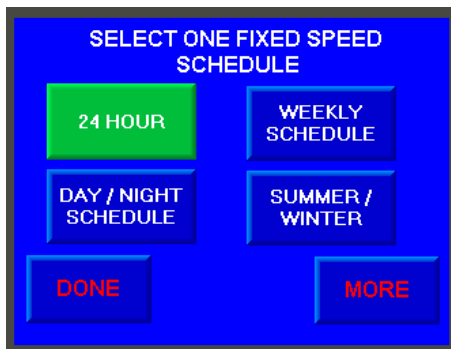 SELECT ONE FIXED SPEED
SCHEDULE
24 HOUR
WEEKLY
SCHEDULE
DAY / NIGHT
SCHEDULE
SUMMER /
WINTER
DONE
MORE